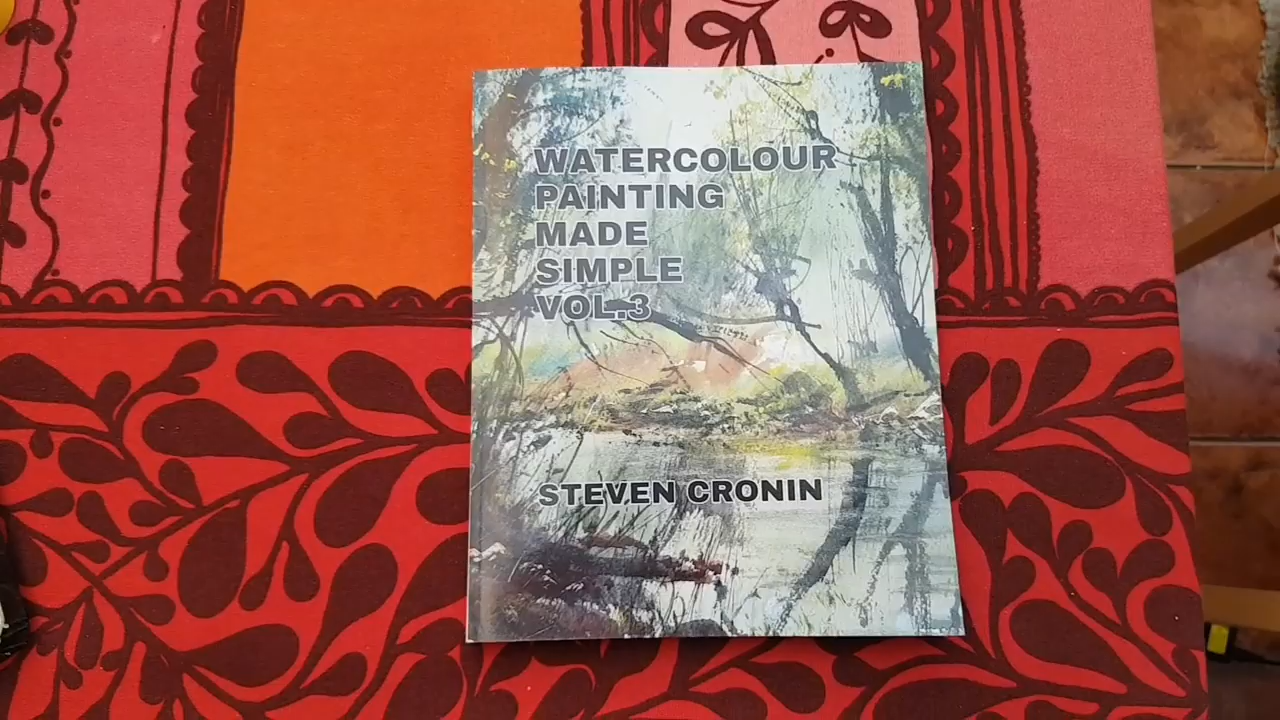 WATERCOLOUR
PAINTING
MADE
SIMPLE
VOL.3
STEVEN CRONIN